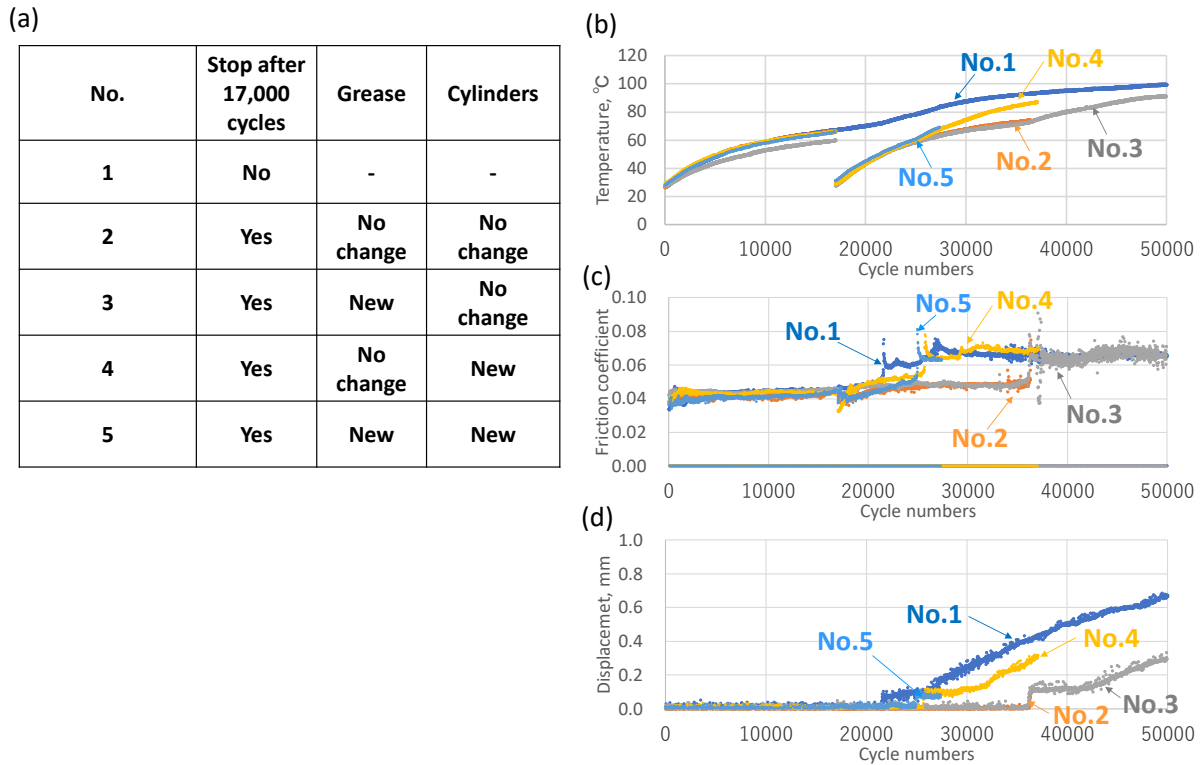 (a)
No.
Stop after
17,000
cycles
Grease
Cylinders
1
No
-
-
2
Yes
No
change
No
change
3
Yes
New
No
change
4
Yes
No
change
New
5
Yes
New
New
(b)
Temperature, ℃
120
100
80
60
40
20
0
No.1
No.4
No.5
No.2
No.3
0 10000 20000 30000 40000 50000
Cycle numbers
(c)
Friction coefficient
0.10
0.08
0.06
0.04
0.02
0.00
No.5
No.4
No.1
No.3
No.2
0 10000 20000 30000 40000 50000
Cycle numbers
(d)
Displacemet, mm
1.0
0.8
0.6
0.4
0.2
0.0
No.1
No.5
No.4
No.2
No.3
0 10000 20000 30000 40000 50000
Cycle numbers